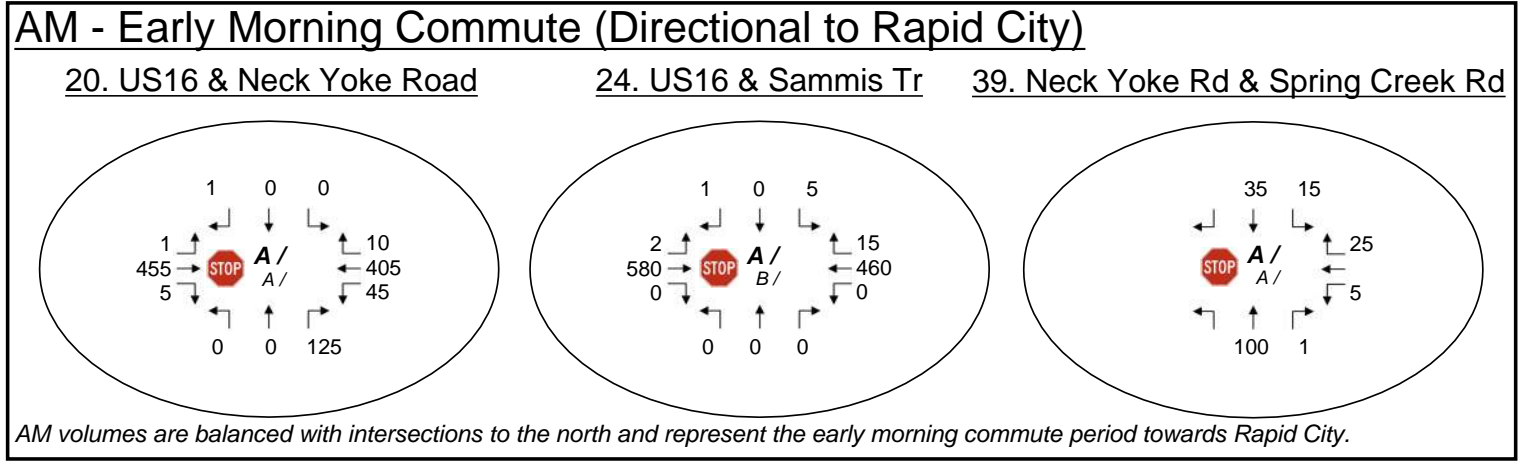 AM - Early Morning Commute (Directional to Rapid City)
20. US16 & Neck Yoke Road
1 0 0
1
455
5
STOP
A /
A /
10
405
45
0 0 125
24. US16 & Sammis Tr
1 0 5
2
580
0
STOP
A /
B /
15
460
0
0 0 0
39. Neck Yoke Rd & Spring Creek Rd
35 15
STOP
A /
A /
25
5
100 1
AM volumes are balanced with intersections to the north and represent the early morning commute period towards Rapid City.